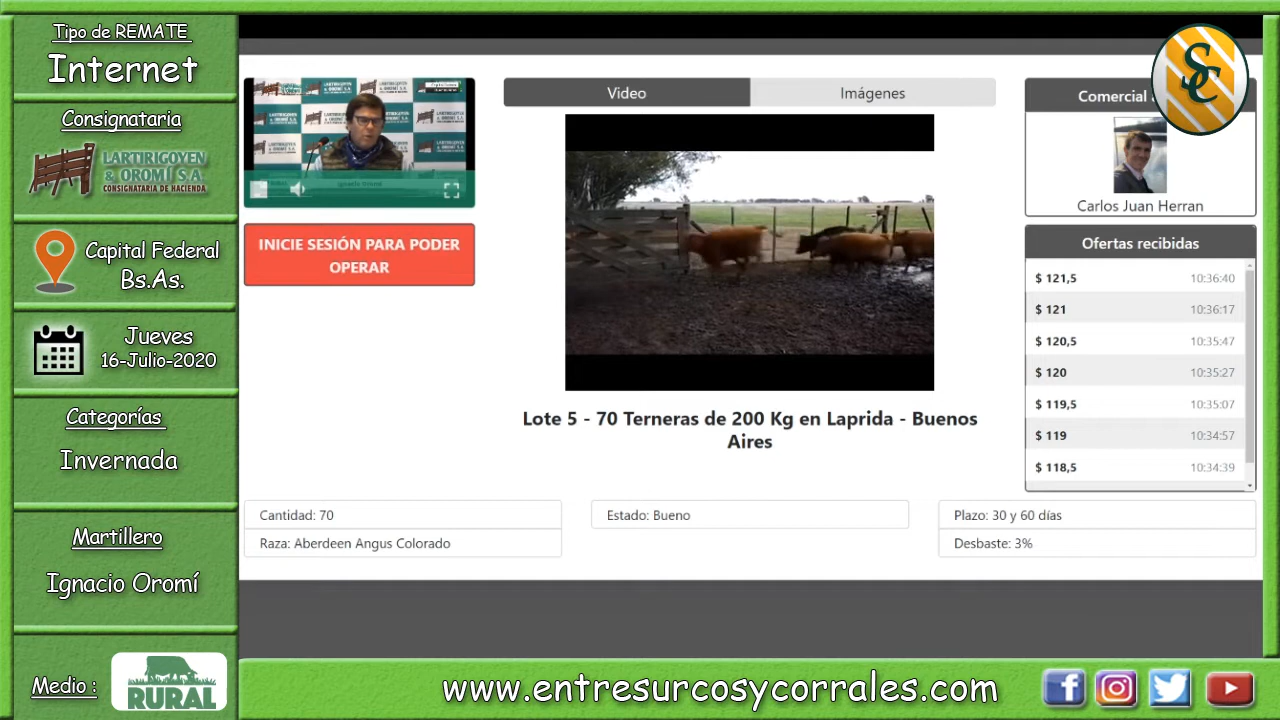 Tipo de REMATE
Internet
Consignataria
LARTIRIGOYEN
& OROMÍ S.A.
CONSIGNATARIA DE HACIENDA
Capital Federal
Bs.As.
Jueves
16-Julio-2020
Categorías
Invernada
Martillero
Ignacio Oromí
Medio :
RURAL
INICIE SESIÓN PARA PODER
OPERAR
Video
Imágenes
Lote 5 - 70 Terneras de 200 Kg en Laprida - Buenos
Aires
SC
Comercial
Carlos Juan Herran
Ofertas recibidas
$ 121,5 10:36:40
$ 121 10:36:17
$ 120,5 10:35:47
$ 120 10:35:27
$ 119,5 10:35:07
$ 119 10:34:57
$ 118,5 10:34:39
Cantidad: 70
Raza: Aberdeen Angus Colorado
Estado: Bueno
Plazo: 30 y 60 días
Desbaste: 3%
www.entresurcosycorrales.com